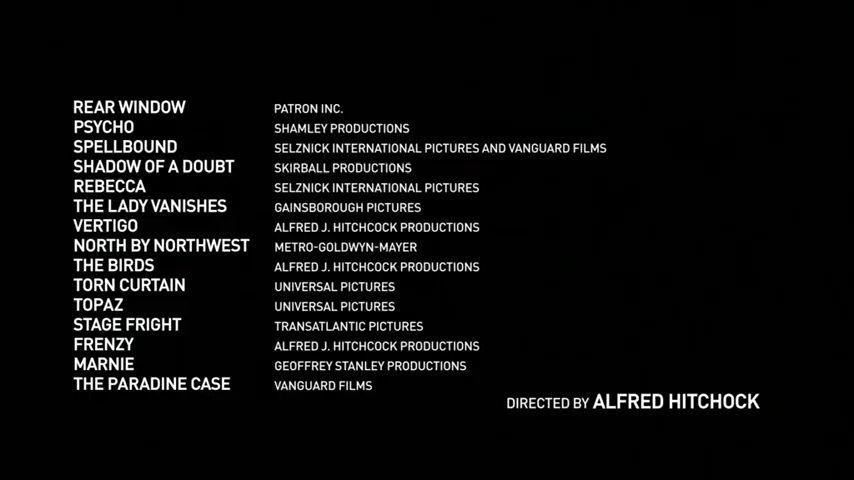 REAR WINDOW PATRON INC.
PSYCHO SHAMLEY PRODUCTIONS
SPELLBOUND SELZNICK INTERNATIONAL PICTURES AND VANGUARD FILMS
SHADOW OF A DOUBT SKIRBALL PRODUCTIONS
REBECCA SELZNICK INTERNATIONAL PICTURES
THE LADY VANISHES GAINSBOROUGH PICTURES
VERTIGO ALFRED J. HITCHCOCK PRODUCTIONS
NORTH BY NORTHWEST METRO-GOLDWYN-MAYER
THE BIRDS ALFRED J. HITCHCOCK PRODUCTIONS
TORN CURTAIN UNIVERSAL PICTURES
TOPAZ UNIVERSAL PICTURES
STAGE FRIGHT TRANSATLANTIC PICTURES
FRENZY ALFRED J. HITCHCOCK PRODUCTIONS
MARNIE GEOFFREY STANLEY PRODUCTIONS
THE PARADINE CASE VANGUARD FILMS
DIRECTED BY ALFRED HITCHOCK